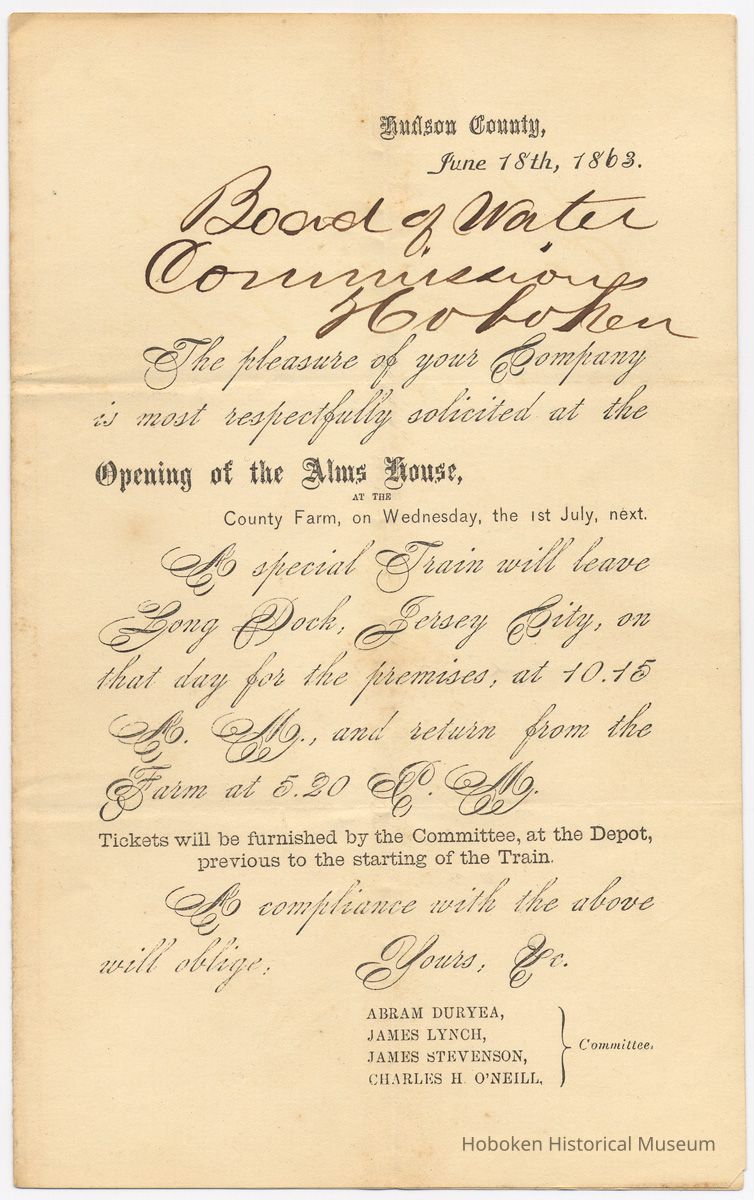 Hudson County,
June 18th, 1863.
Board of Water
Commissions
Hoboken
The pleasure of your Company
is most respectfully solicited at the
Opening of the Alms House,
AT THE
County Farm, on Wednesday, the 1st July, next.
A special Train will leave
Long Dock, Jersey City, on
that day for the premises, at 10.15
A. M., and return from the
Farm at 5.20 P. M.
Tickets will be furnished by the Committee, at the Depot,
previous to the starting of the Train.
A compliance with the above
will oblige, Yours, &c.
ABRAM DURYEA,
JAMES LYNCH,
JAMES STEVENSON,
CHARLES H. O'NEILL,
Committee.
Hoboken Historical Museum